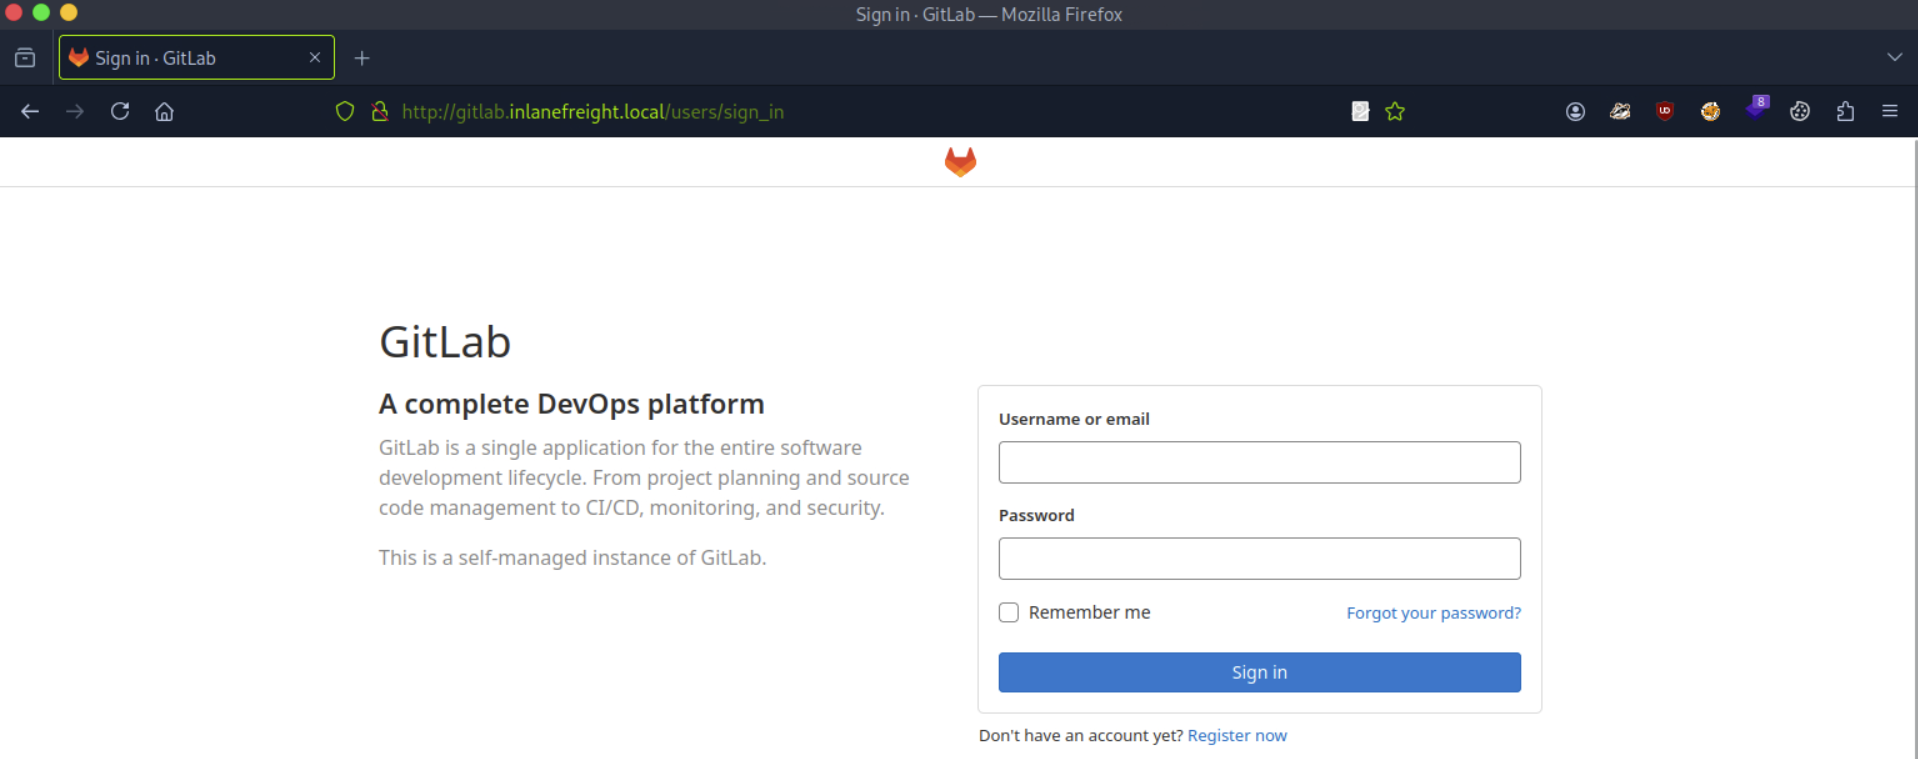 Sign in · GitLab — Mozilla Firefox
Sign in · GitLab
http://gitlab.inlanefreight.local/users/sign_in
8
GitLab
A complete DevOps platform
GitLab is a single application for the entire software
development lifecycle. From project planning and source
code management to CI/CD, monitoring, and security.
This is a self-managed instance of GitLab.
Username or email
Password
Remember me
Forgot your password?
Sign in
Don't have an account yet? Register now